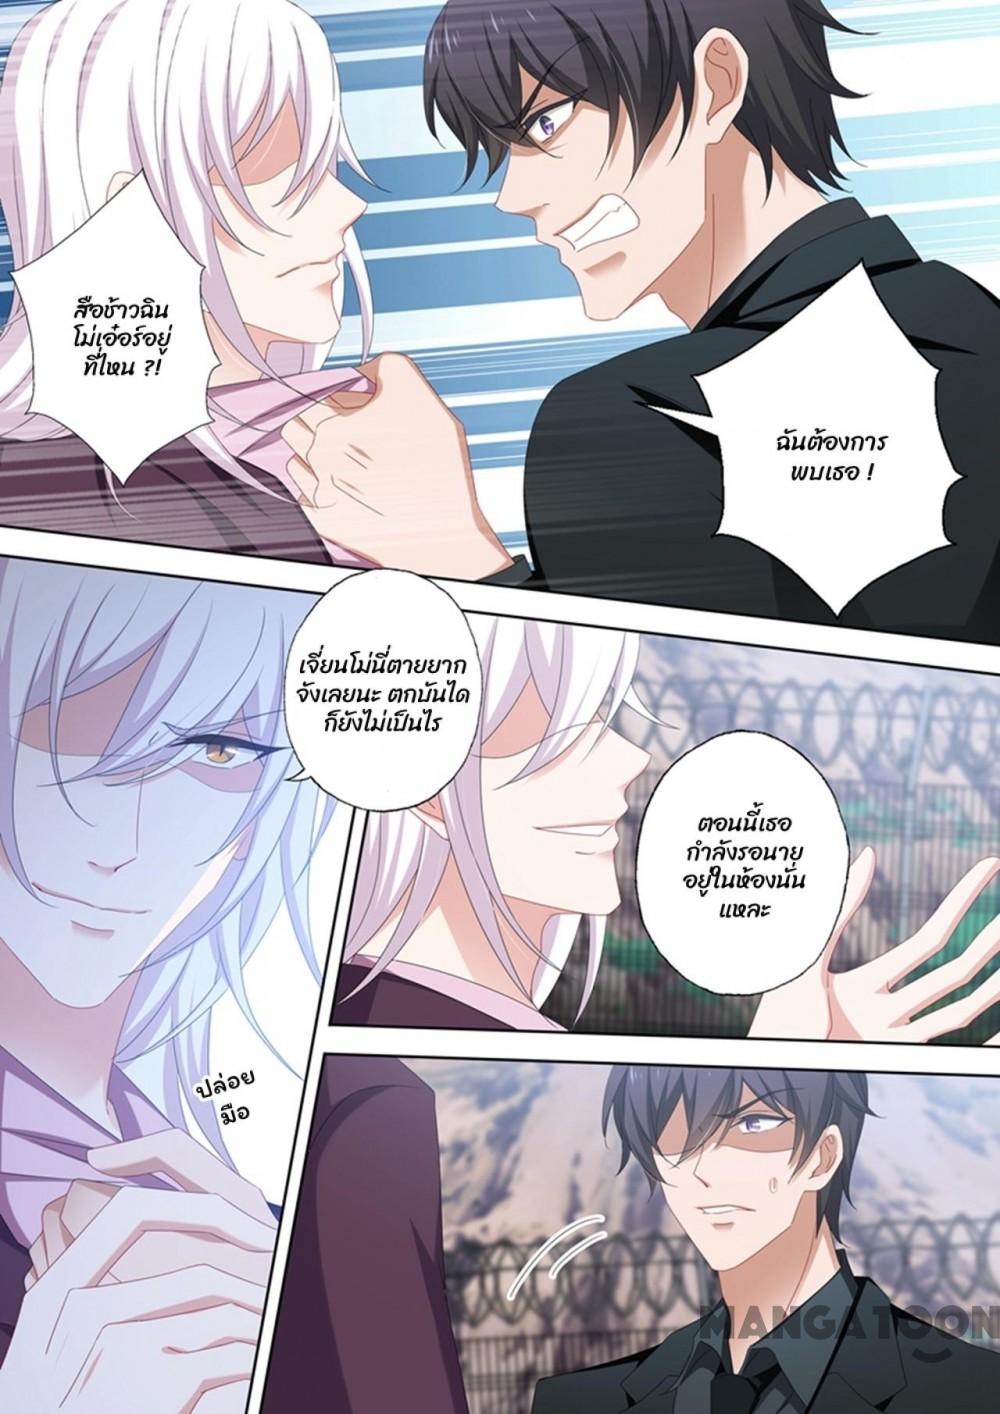 สือช้าวฉิน
โม่เอ๋อร์อยู่
ที่ไหน ?!
ฉันต้องการ
พบเธอ !
เจี่ยนโม่นี่ตายยาก
จังเลยนะ ตกบันได
ก็ยังไม่เป็นไร
ตอนนี้เธอ
กำลังรอนาย
อยู่ในห้องนั่น
แหละ
ปล่อย
มือ
MANGATOON